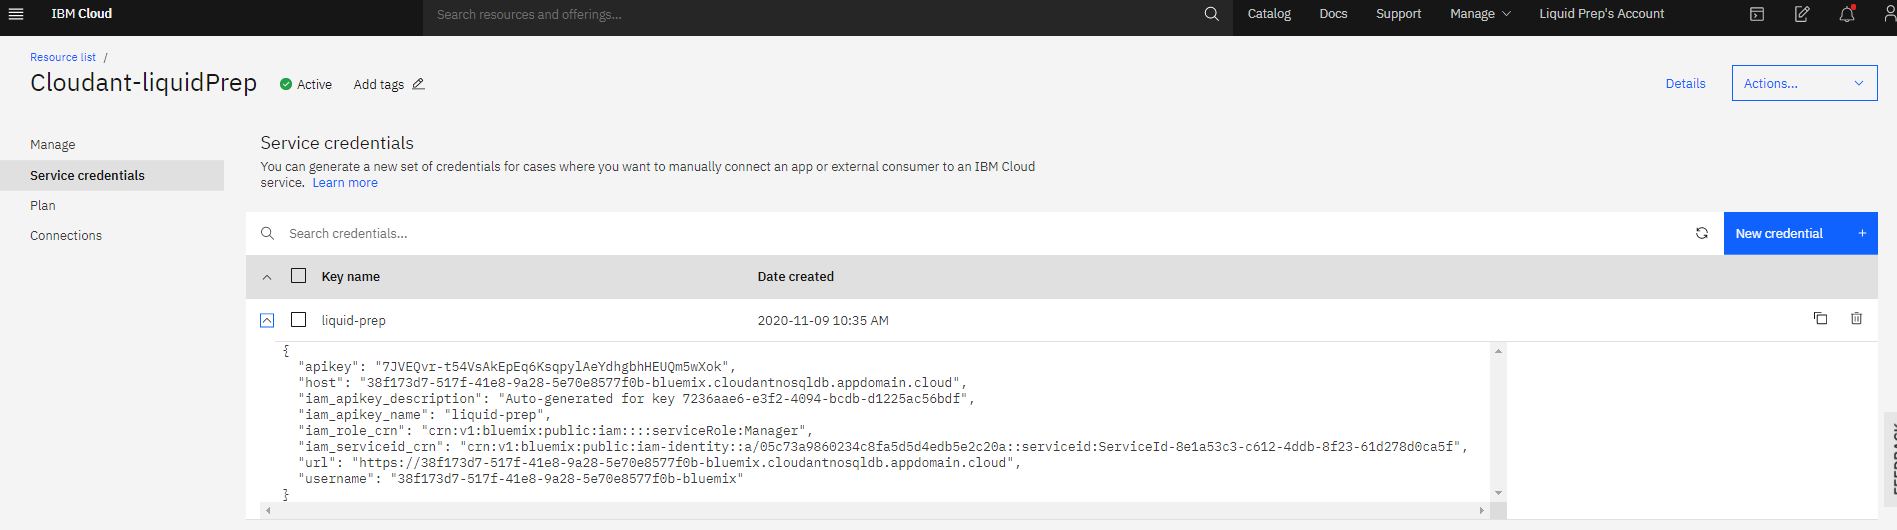 IBM Cloud
Search resources and offerings...
Catalog
Docs
Support
Manage
Liquid Prep's Account
Resource list /
Cloudant-liquidPrep
Active
Add tags
Details
Actions...
Manage
Service credentials
Plan
Connections
Service credentials
You can generate a new set of credentials for cases where you want to manually connect an app or external consumer to an IBM Cloud
service. Learn more
Search credentials...
New credential +
Key name
Date created
liquid-prep
2020-11-09 10:35 AM
{
"apikey": "7JVEQvr-t54VsAkEpEq6KsqpylAeYdhgbhHEUQm5wXok",
"host": "38f173d7-517f-41e8-9a28-5e70e8577f0b-bluemix.cloudantnosqldb.appdomain.cloud",
"iam_apikey_description": "Auto-generated for key 7236aae6-e3f2-4094-bcdb-d1225ac56bdf",
"iam_apikey_name": "liquid-prep",
"iam_role_crn": "crn:v1:bluemix:public:iam::::serviceRole:Manager",
"iam_serviceid_crn": "crn:v1:bluemix:public:iam-identity::a/05c73a9860234c8fa5d5d4edb5e2c20a::serviceid:ServiceId-8e1a53c3-c612-4ddb-8f23-61d278d0ca5f",
"url": "https://38f173d7-517f-41e8-9a28-5e70e8577f0b-bluemix.cloudantnosqldb.appdomain.cloud",
"username": "38f173d7-517f-41e8-9a28-5e70e8577f0b-bluemix"
}
FEEDBACK